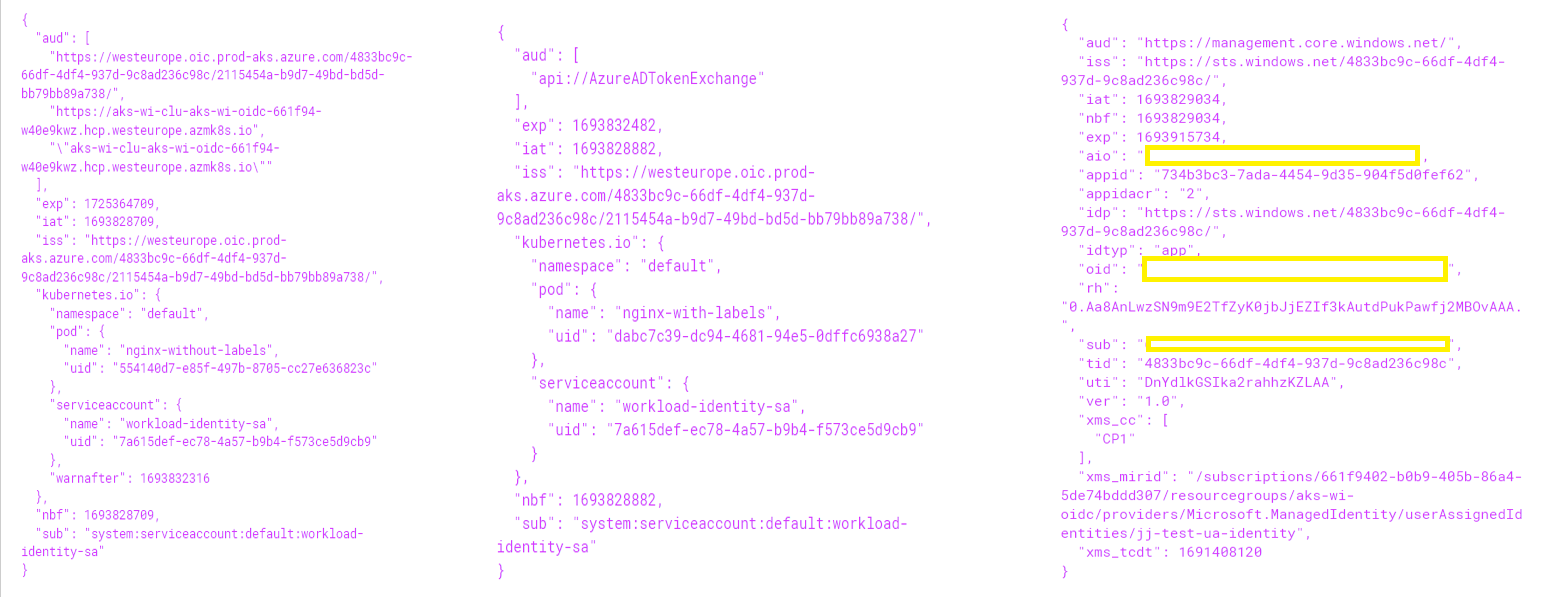 {
"aud": [
"https://westeurope.oic.prod-aks.azure.com/4833bc9c-
66df-4df4-937d-9c8ad236c98c/2115454a-b9d7-49bd-bd5d-
bb79bb89a738/",
"https://aks-wi-clu-aks-wi-oidc-661f94-
w40e9kwz.hcp.westeurope.azmk8s.io",
"\"aks-wi-clu-aks-wi-oidc-661f94-
w40e9kwz.hcp.westeurope.azmk8s.io\""
],
"exp": 1725364709,
"iat": 1693828709,
"iss": "https://westeurope.oic.prod-
aks.azure.com/4833bc9c-66df-4df4-937d-
9c8ad236c98c/2115454a-b9d7-49bd-bd5d-bb79bb89a738/",
"kubernetes.io": {
"namespace": "default",
"pod": {
"name": "nginx-without-labels",
"uid": "554140d7-e85f-497b-8705-cc27e636823c"
},
"serviceaccount": {
"name": "workload-identity-sa",
"uid": "7a615def-ec78-4a57-b9b4-f573ce5d9cb9"
},
"warnafter": 1693832316
},
"nbf": 1693828709,
"sub": "system:serviceaccount:default:workload-
identity-sa"
}
{
"aud": [
"api://AzureADTokenExchange"
],
"exp": 1693832482,
"iat": 1693828882,
"iss": "https://westeurope.oic.prod-
aks.azure.com/4833bc9c-66df-4df4-937d-
9c8ad236c98c/2115454a-b9d7-49bd-bd5d-bb79bb89a738/",
"kubernetes.io": {
"namespace": "default",
"pod": {
"name": "nginx-with-labels",
"uid": "dabc7c39-dc94-4681-94e5-0dffc6938a27"
},
"serviceaccount": {
"name": "workload-identity-sa",
"uid": "7a615def-ec78-4a57-b9b4-f573ce5d9cb9"
}
},
"nbf": 1693828882,
"sub": "system:serviceaccount:default:workload-
identity-sa"
}
{
"aud": "https://management.core.windows.net/",
"iss": "https://sts.windows.net/4833bc9c-66df-4df4-
937d-9c8ad236c98c/",
"iat": 1693829034,
"nbf": 1693829034,
"exp": 1693915734,
"aio": " ,
"appid": "734b3bc3-7ada-4454-9d35-904f5d0fef62",
"appidacr": "2",
"idp": "https://sts.windows.net/4833bc9c-66df-4df4-
937d-9c8ad236c98c/",
"idtyp": "app",
"oid": " ",
"rh":
"0.Aa8AnLwzSN9m9E2TfZyK0jbJjEZIf3kAutdPukPawfj2MBOvAAA.
",
"sub": " ",
"tid": "4833bc9c-66df-4df4-937d-9c8ad236c98c",
"uti": "DnYdlkGSIka2rahhzKZLAA",
"ver": "1.0",
"xms_cc": [
"CP1"
],
"xms_mirid": "/subscriptions/661f9402-b0b9-405b-86a4-
5de74bddd307/resourcegroups/aks-wi-
oidc/providers/Microsoft.ManagedIdentity/userAssignedId
entities/jj-test-ua-identity",
"xms_tcdt": 1691408120
}